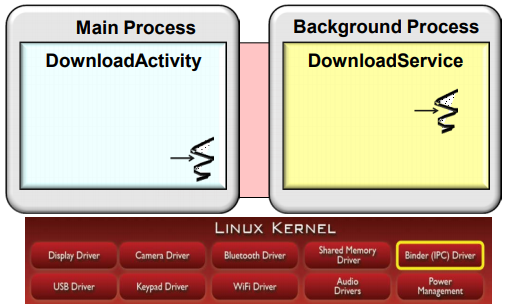 Main Process
Background Process
DownloadActivity
DownloadService
LINUX KERNEL
Display Driver
Camera Driver
Bluetooth Driver
Shared Memory
Driver
Binder (IPC) Driver
USB Driver
Keypad Driver
WiFi Driver
Audio
Drivers
Power
Management